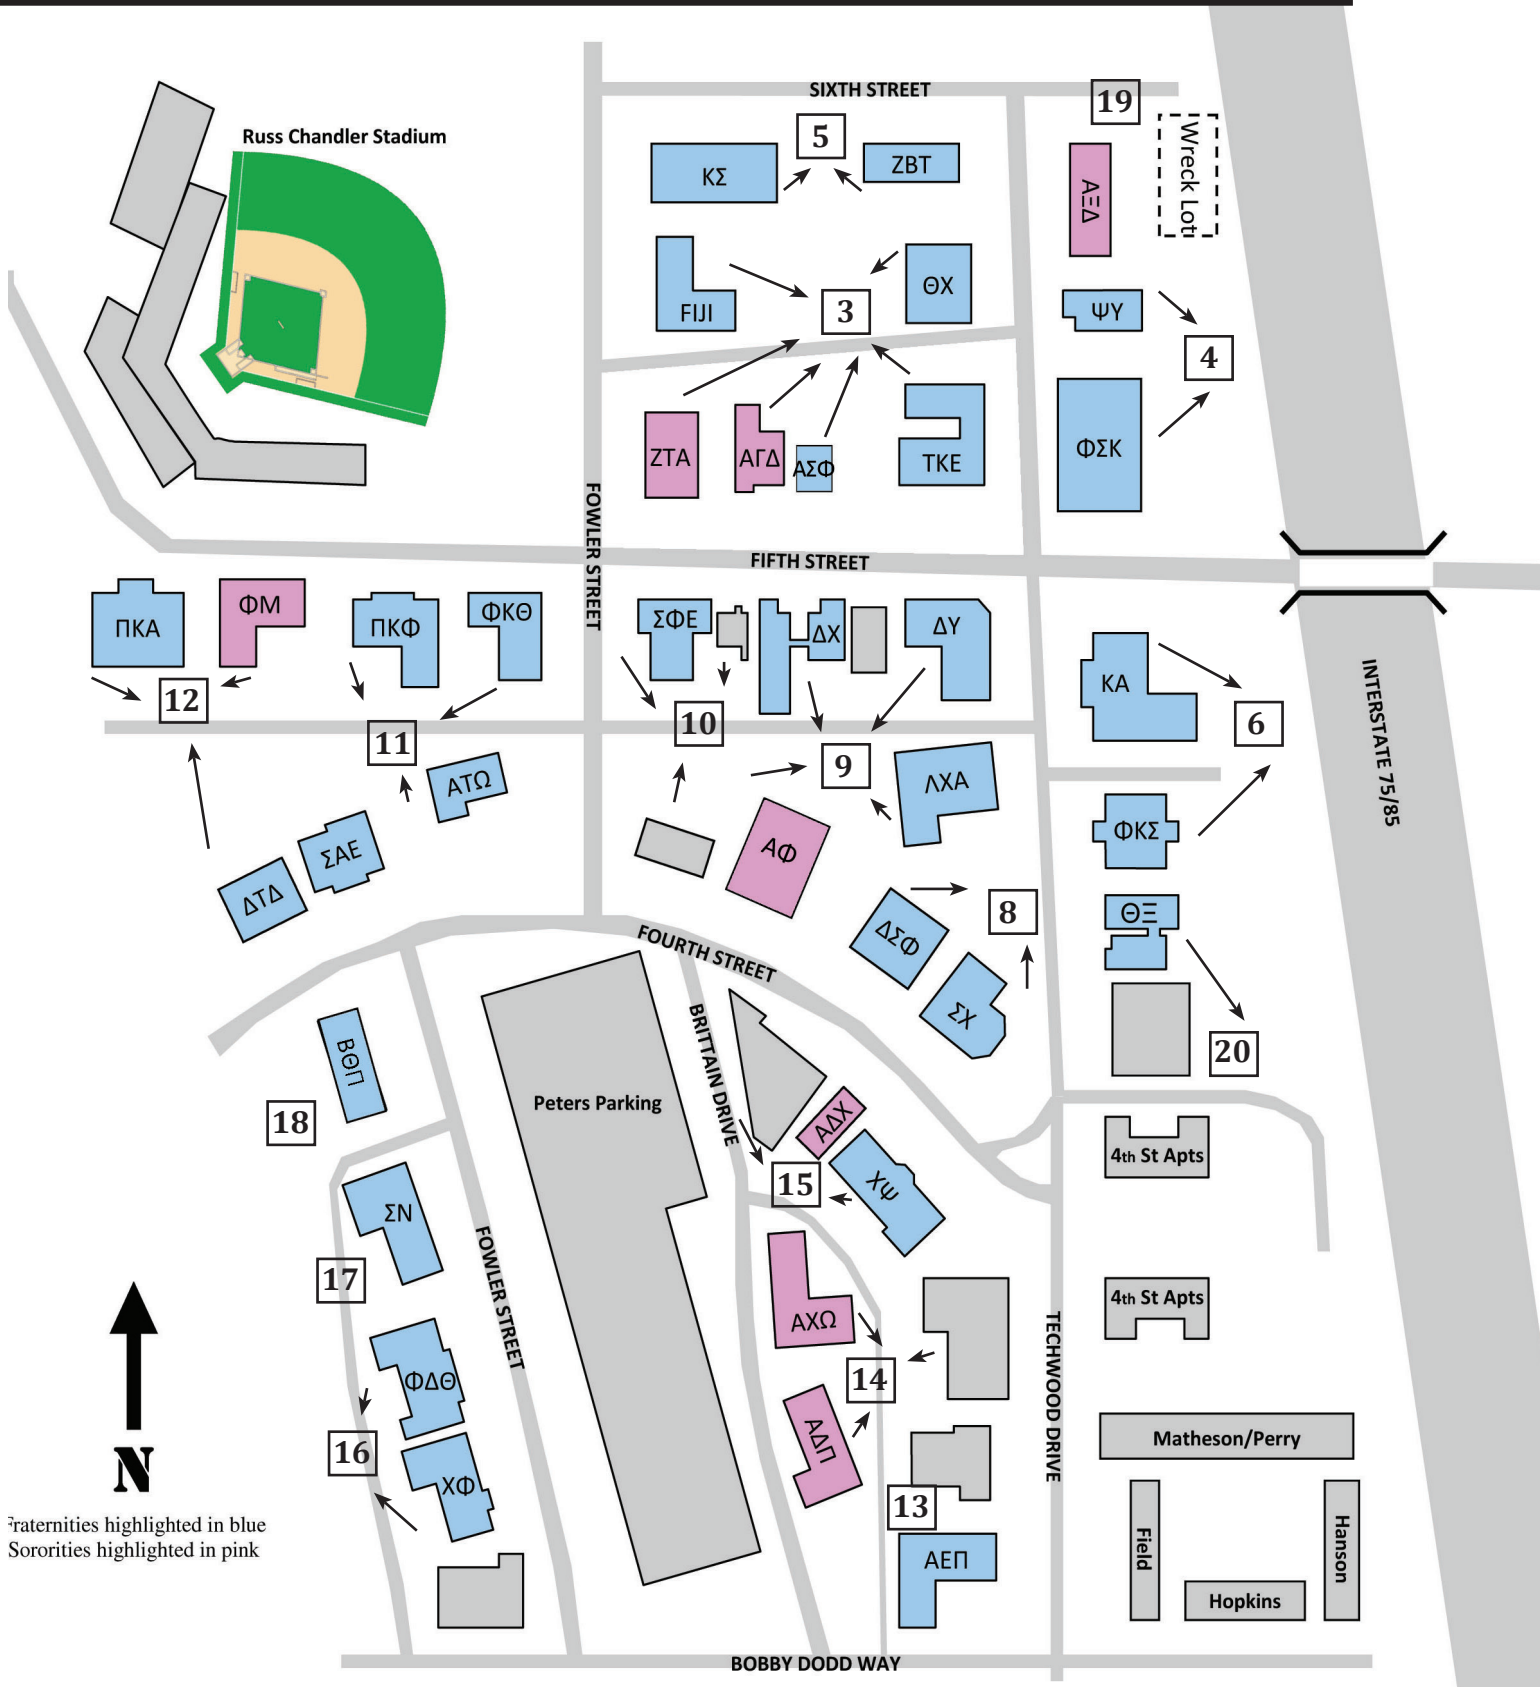 SIXTH STREET
19
5
Russ Chandler Stadium
Wreck Lot
ΚΣ
ΖΒΤ
ΑΞΔ
ΘΧ
FIJI
3
ΨΥ
4
ΖΤΑ
ΑΓΔ
ΑΣΦ
ΤΚΕ
ΦΣΚ
FOWLER STREET
FIFTH STREET
ΠΚΑ
ΦΜ
ΠΚΦ
ΦΚΘ
ΣΦΕ
ΔΧ
ΔΥ
ΚΑ
12
11
10
9
6
INTERSTATE 75/85
ΑΤΩ
ΛΧΑ
ΣΑΕ
ΔΤΔ
ΑΦ
ΦΚΣ
ΘΞ
8
ΔΣΦ
ΣΧ
FOURTH STREET
20
ΒΘΠ
18
Peters Parking
BRITTAIN DRIVE
ΑΔΧ
15
ΧΨ
4th St Apts
ΣΝ
17
FOWLER STREET
ΑΧΩ
4th St Apts
ΦΔΘ
14
TECHWOOD DRIVE
ΑΔΠ
16
ΧΦ
13
Matheson/Perry
N
Fraternities highlighted in blue
Sororities highlighted in pink
ΑΕΠ
Field
Hanson
Hopkins
BOBBY DODD WAY